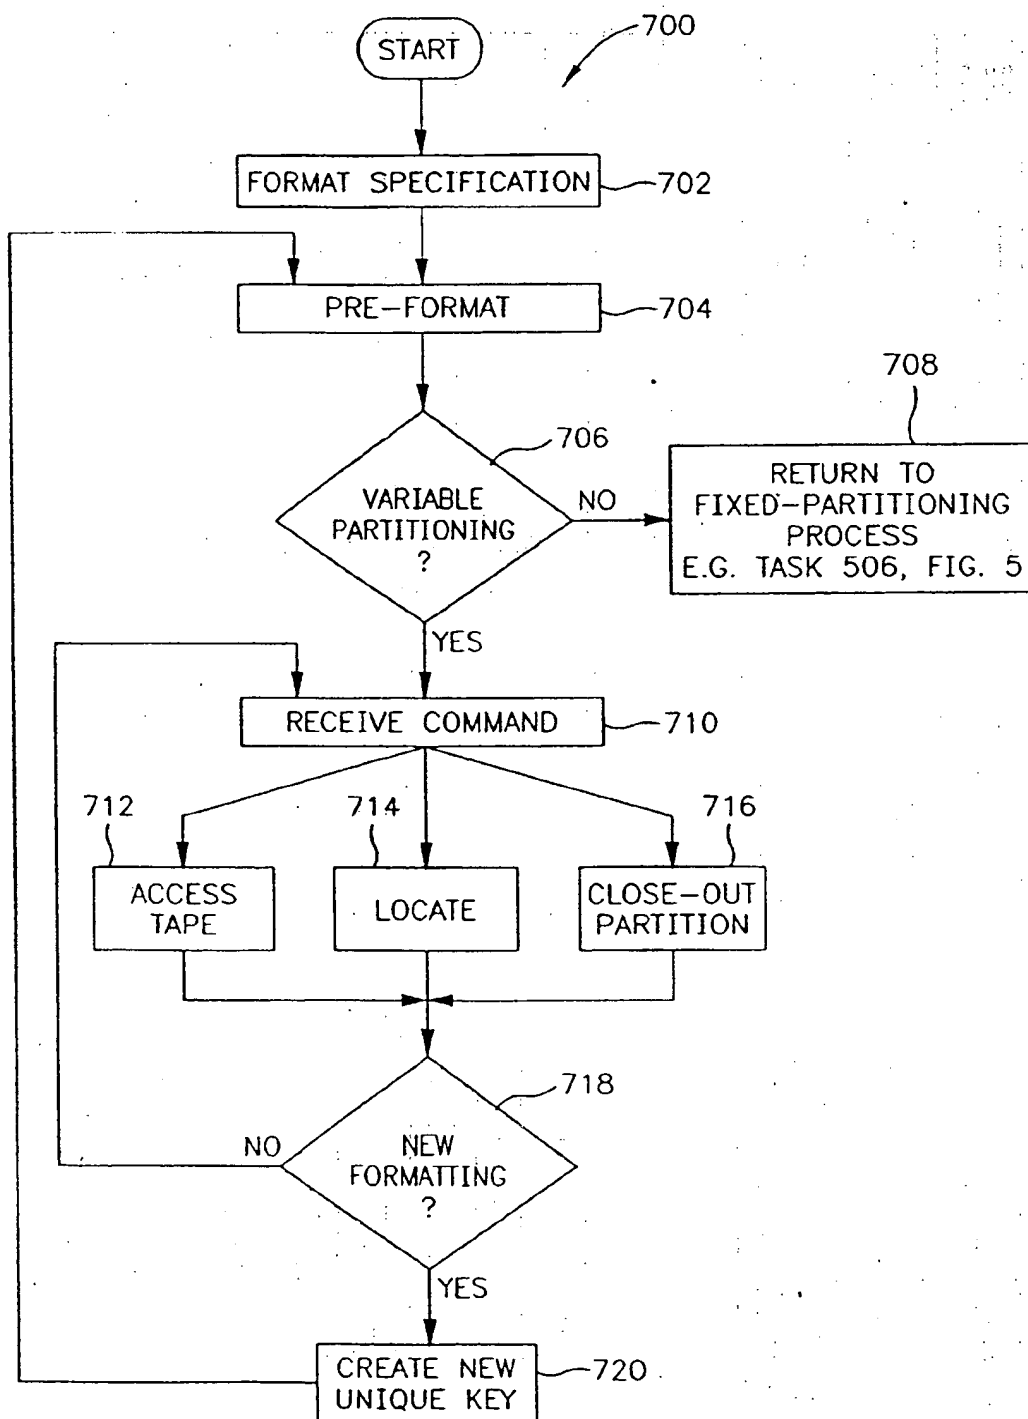 START
700
FORMAT SPECIFICATION
702
PRE-FORMAT
704
708
706
VARIABLE
PARTITIONING
?
NO
RETURN TO
FIXED-PARTITIONING
PROCESS
E.G. TASK 506, FIG. 5
YES
RECEIVE COMMAND
710
712
714
716
ACCESS
TAPE
LOCATE
CLOSE-OUT
PARTITION
718
NO
NEW
FORMATTING
?
YES
CREATE NEW
UNIQUE KEY
720